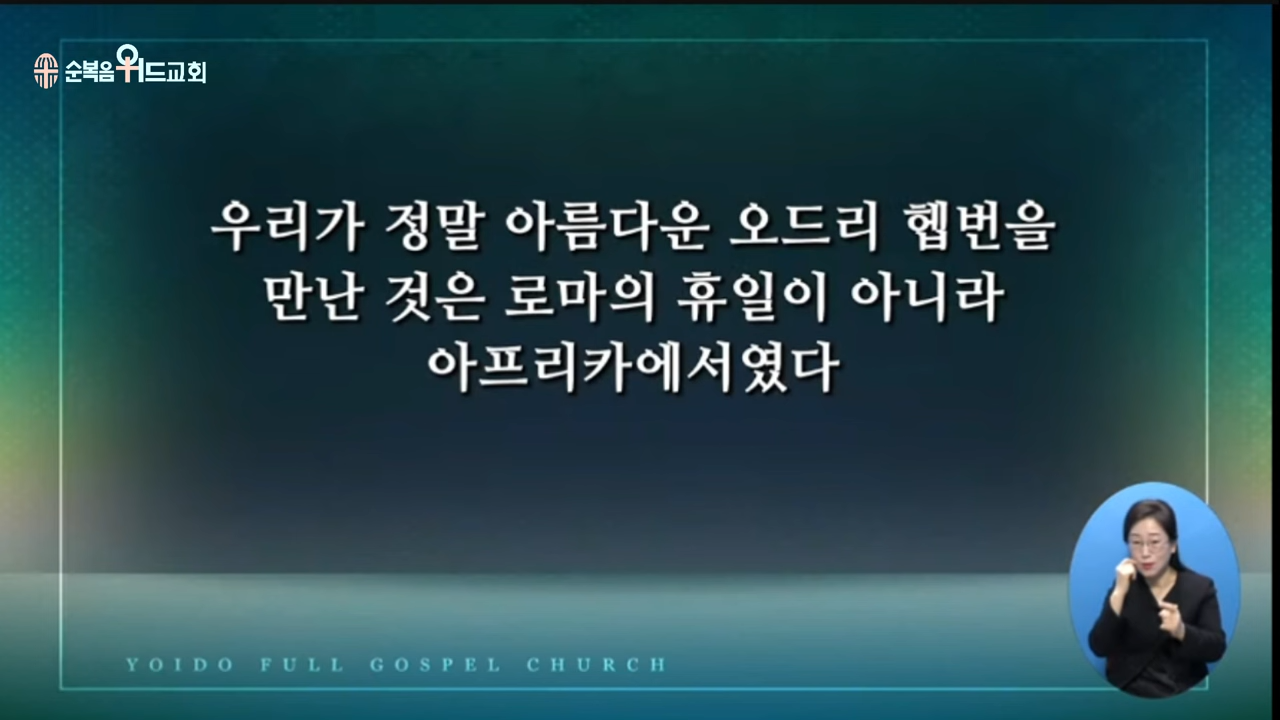 순복음워드교회
우리가 정말 아름다운 오드리 헵번을
만난 것은 로마의 휴일이 아니라
아프리카에서였다
YOIDO FULL GOSPEL CHURCH